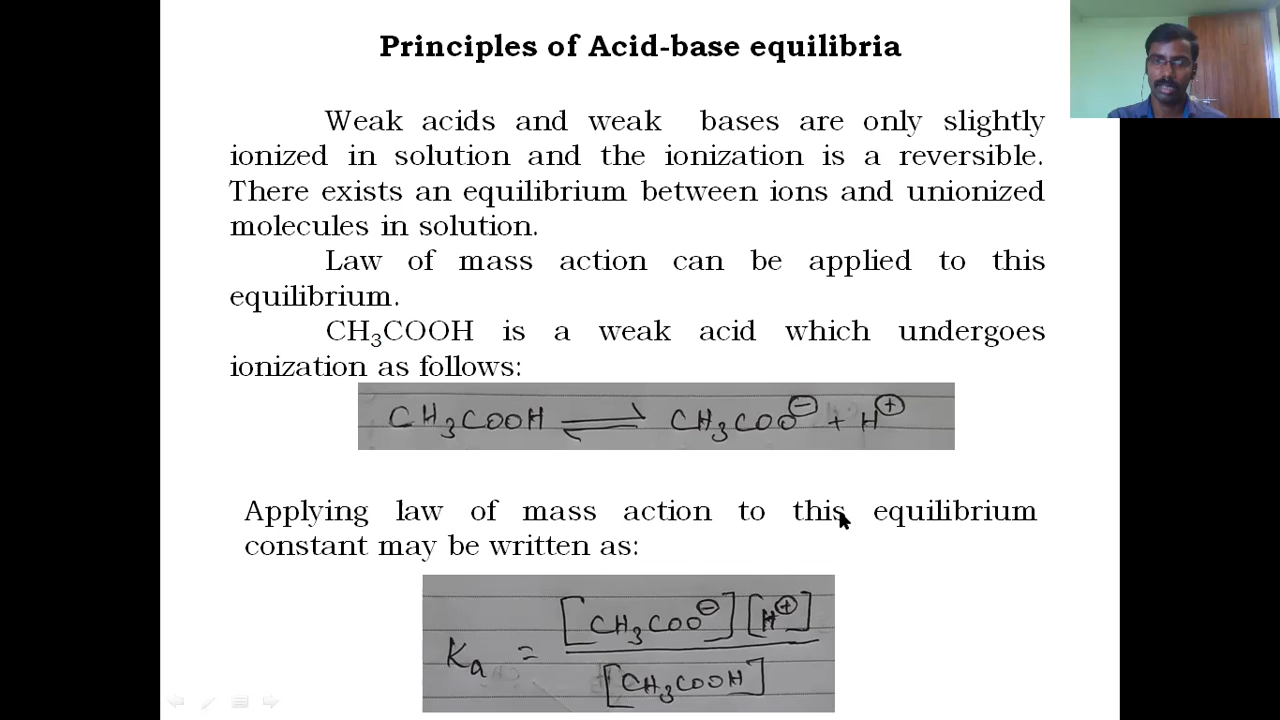 Principles of Acid-base equilibria
Weak acids and weak bases are only slightly
ionized in solution and the ionization is a reversible.
There exists an equilibrium between ions and unionized
molecules in solution.
Law of mass action can be applied to this
equilibrium.
CH₃COOH is a weak acid which undergoes
ionization as follows:
CH₃COOH ⇌ CH₃COO⊖ + H⊕
Applying law of mass action to this equilibrium
constant may be written as:
Ka = [CH₃COO⊖] [H⊕]
[CH₃COOH]